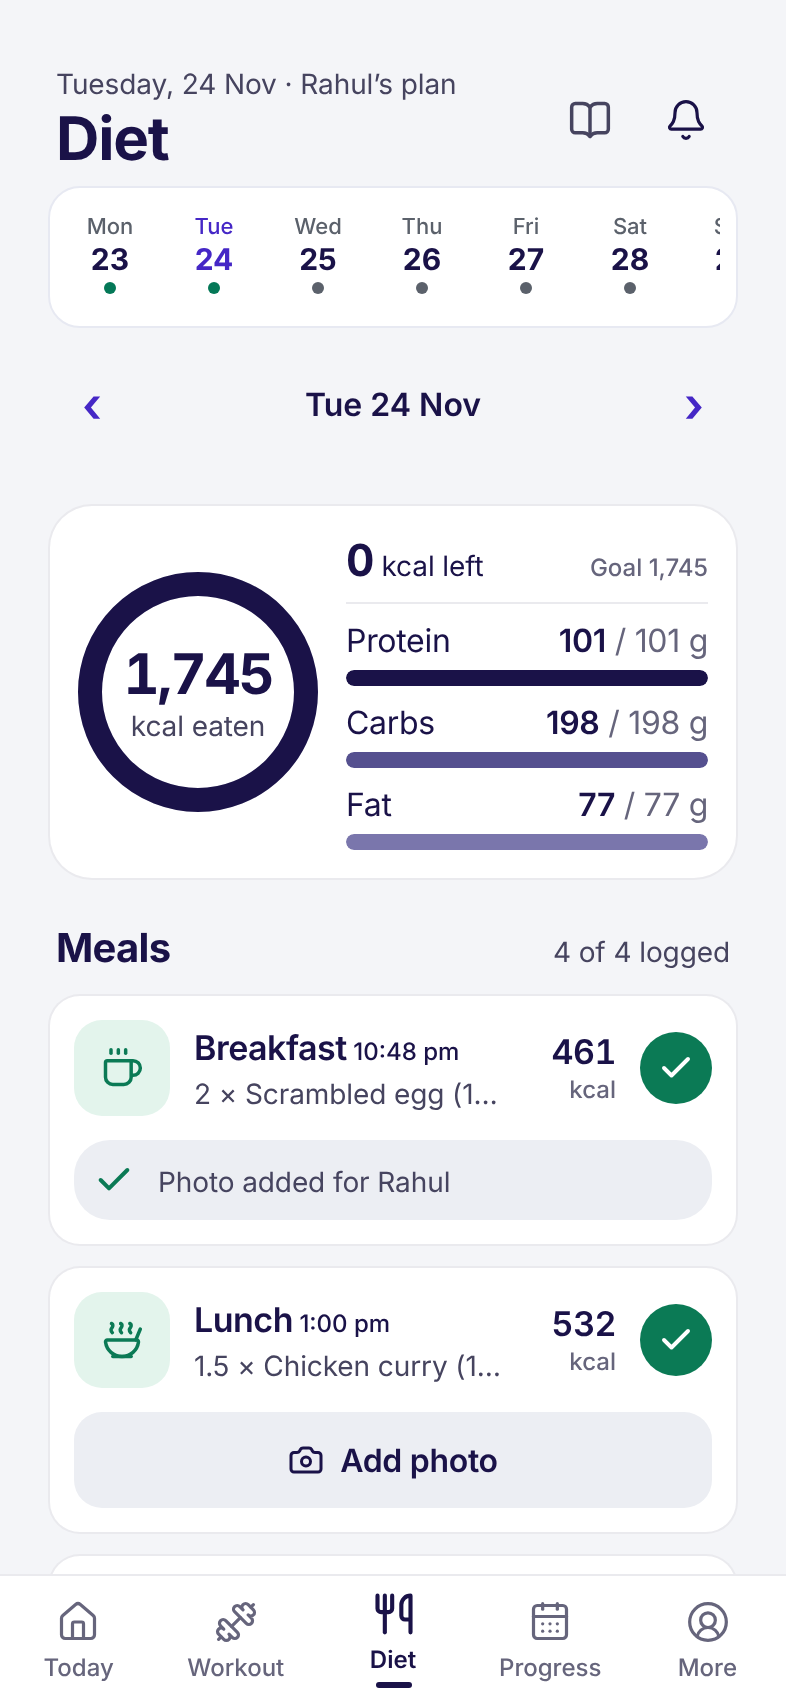 Tuesday, 24 Nov · Rahul’s plan
Diet
Mon Tue Wed Thu Fri Sat
23 24 25 26 27 28
‹ Tue 24 Nov ›
0 kcal left Goal 1,745
1,745
kcal eaten
Protein 101 / 101 g
Carbs 198 / 198 g
Fat 77 / 77 g
Meals 4 of 4 logged
Breakfast 10:48 pm 461
2 × Scrambled egg (1... kcal
Photo added for Rahul
Lunch 1:00 pm 532
1.5 × Chicken curry (1... kcal
Add photo
Today Workout Diet Progress More